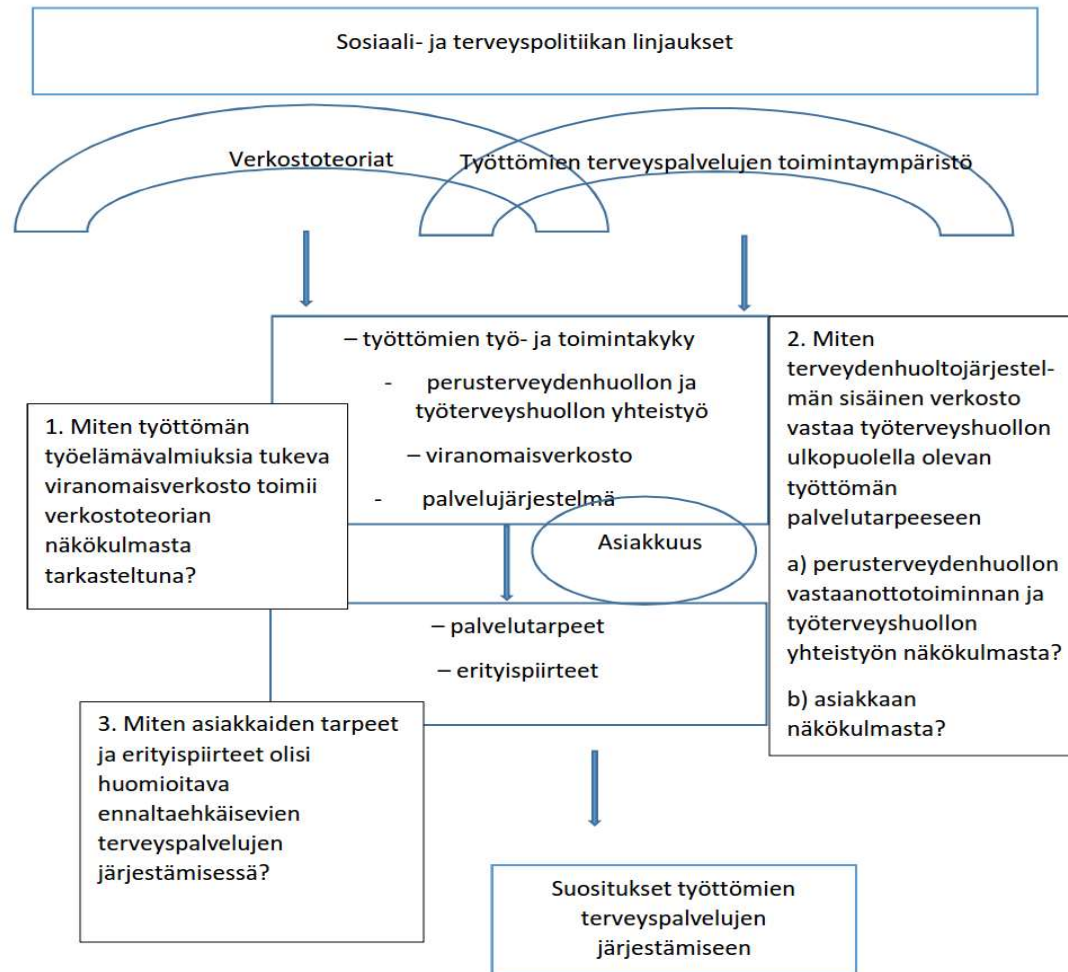 Sosiaali- ja terveyspolitiikan linjaukset
Verkostoteoriat
Työttömien terveyspalvelujen toimintaympäristö
– työttömien työ- ja toimintakyky
- perusterveydenhuollon ja
työterveyshuollon yhteistyö
– viranomaisverkosto
- palvelujärjestelmä
1. Miten työttömän
työelämävalmiuksia tukeva
viranomaisverkosto toimii
verkostoteorian
näkökulmasta
tarkasteltuna?
2. Miten
terveydenhuoltojärjestel-
män sisäinen verkosto
vastaa työterveyshuollon
ulkopuolella olevan
työttömän
palvelutarpeeseen
a) perusterveydenhuollon
vastaanottotoiminnan ja
työterveyshuollon
yhteistyön näkökulmasta?
b) asiakkaan
näkökulmasta?
Asiakkuus
– palvelutarpeet
– erityispiirteet
3. Miten asiakkaiden tarpeet
ja erityispiirteet olisi
huomioitava
ennaltaehkäisevien
terveyspalvelujen
järjestämisessä?
Suositukset työttömien
terveyspalvelujen
järjestämiseen